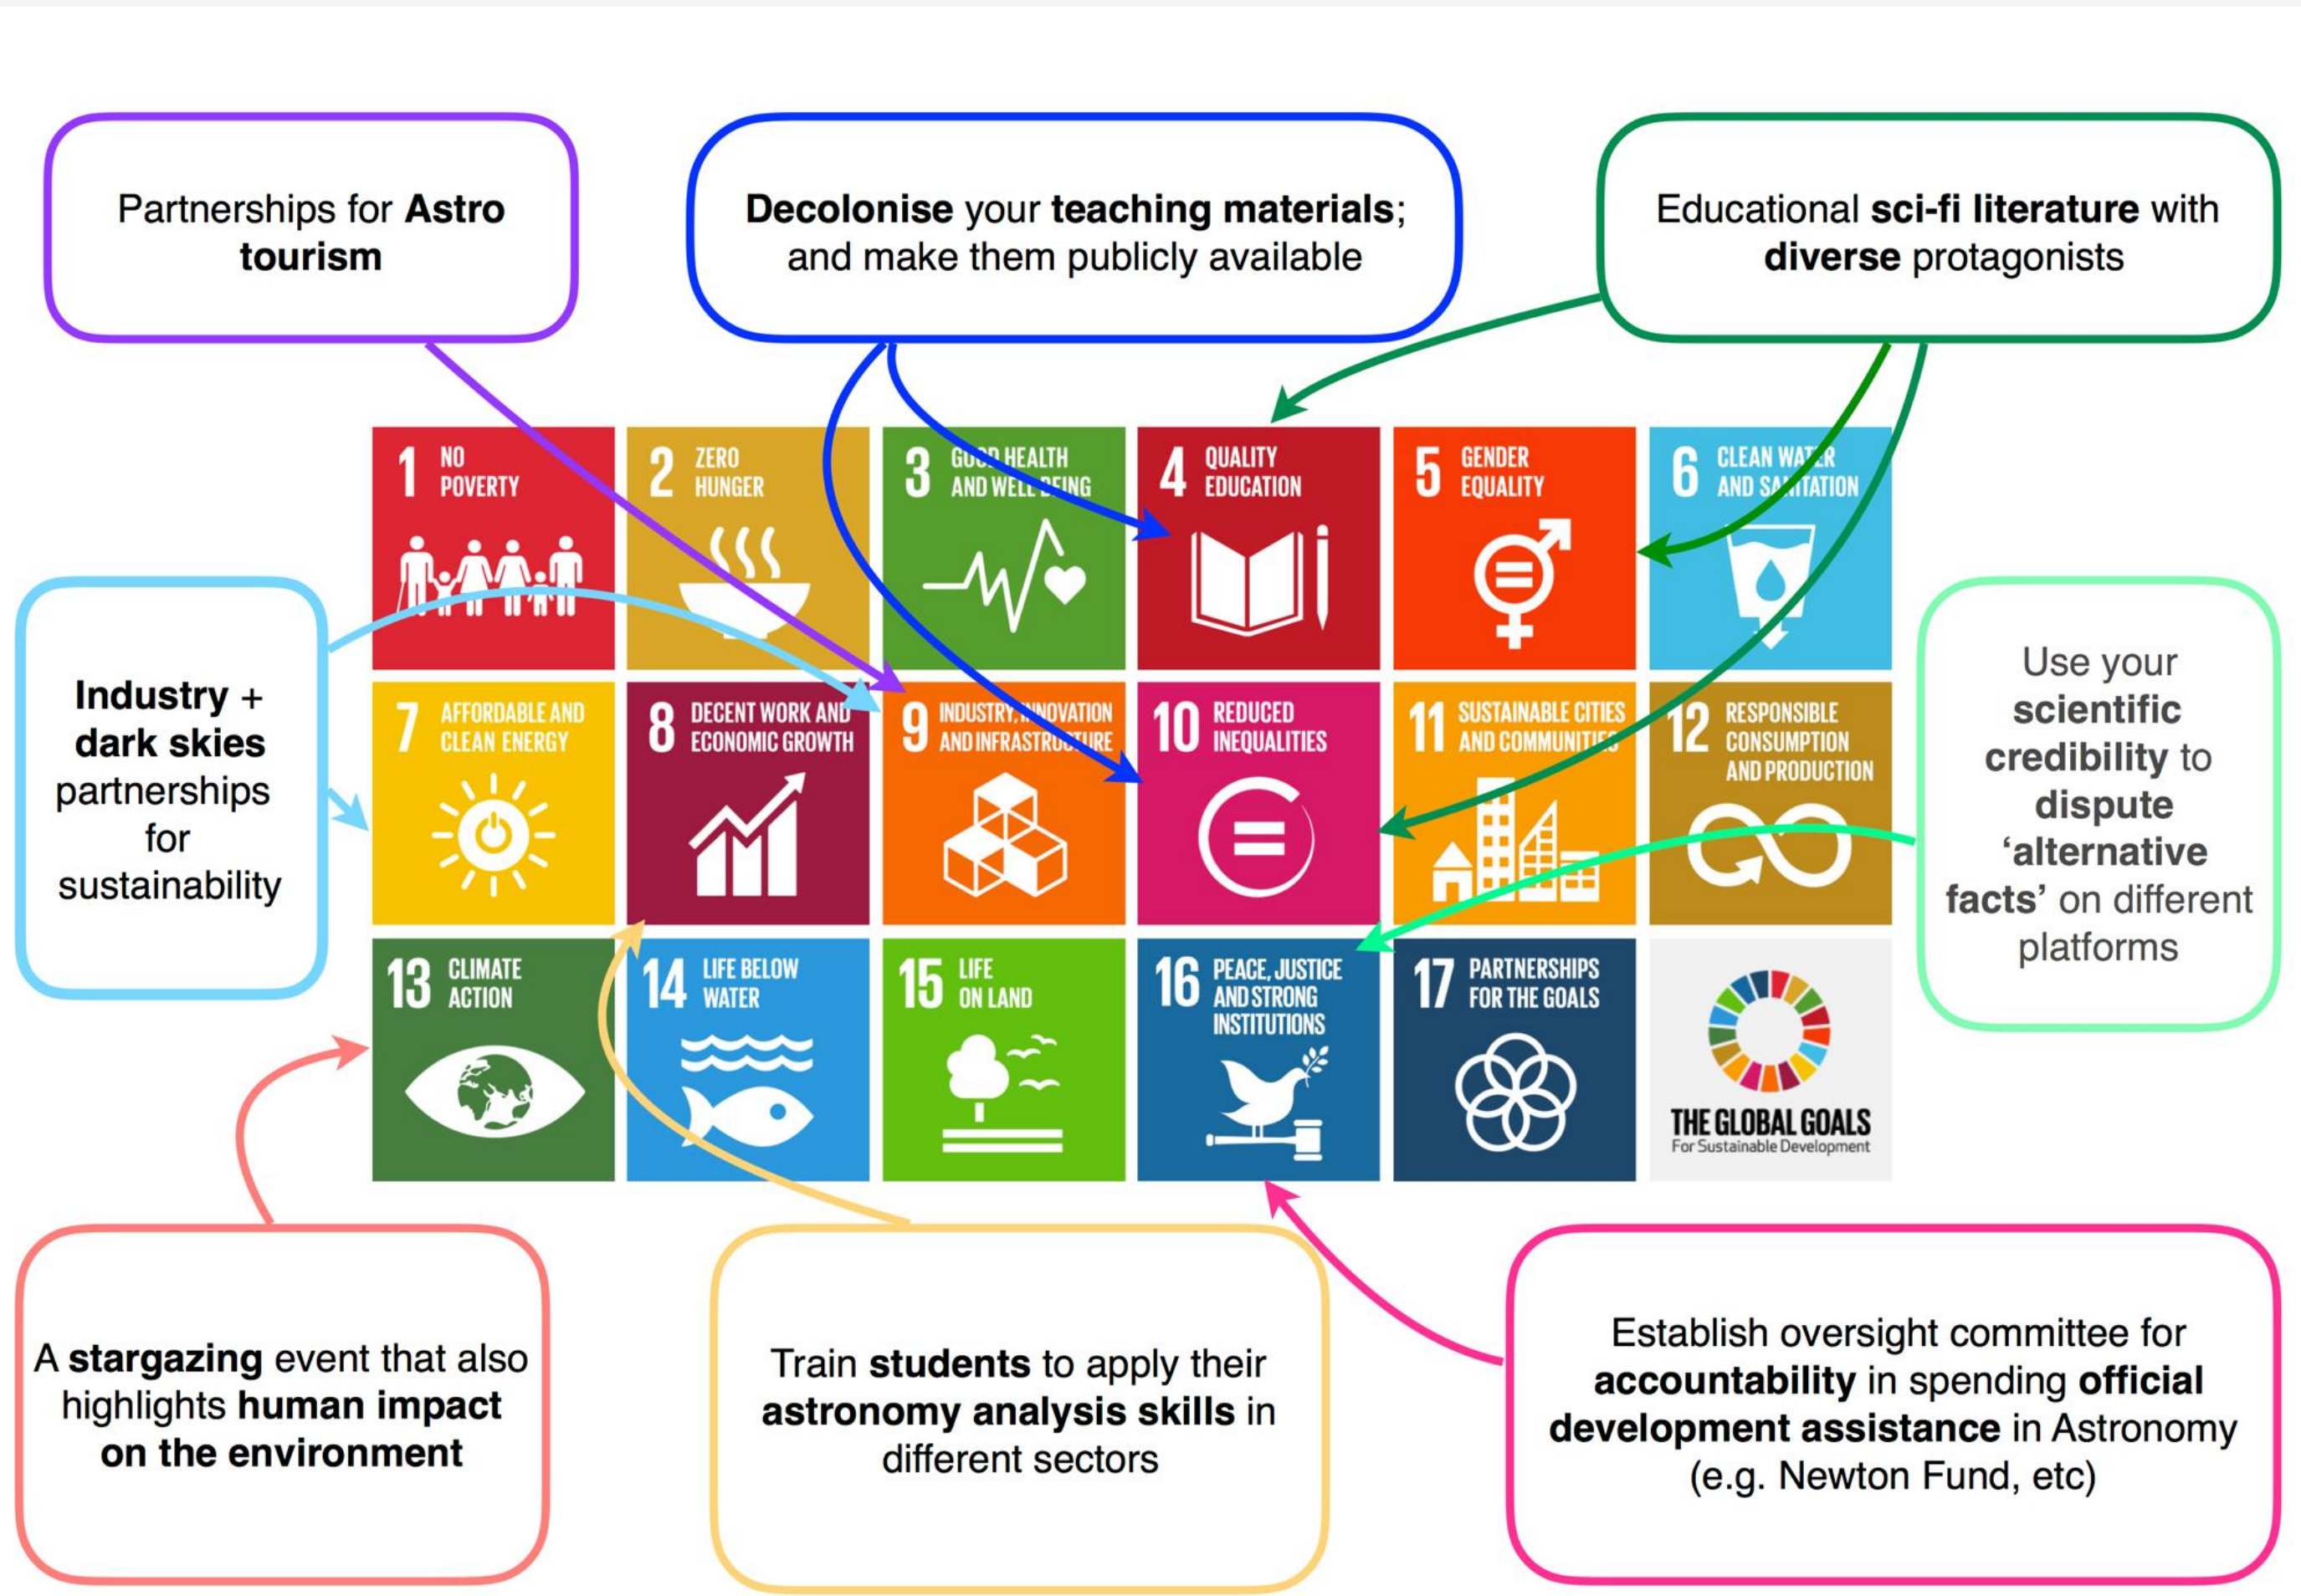 Partnerships for Astro
tourism
Decolonise your teaching materials;
and make them publicly available
Educational sci-fi literature with
diverse protagonists
1 NO
POVERTY
2 ZERO
HUNGER
3 GOOD HEALTH
AND WELL-BEING
4 QUALITY
EDUCATION
5 GENDER
EQUALITY
6 CLEAN WATER
AND SANITATION
Industry +
dark skies
partnerships
for
sustainability
7 AFFORDABLE AND
CLEAN ENERGY
8 DECENT WORK AND
ECONOMIC GROWTH
9 INDUSTRY, INNOVATION
AND INFRASTRUCTURE
10 REDUCED
INEQUALITIES
11 SUSTAINABLE CITIES
AND COMMUNITIES
12 RESPONSIBLE
CONSUMPTION
AND PRODUCTION
Use your
scientific
credibility to
dispute
‘alternative
facts’ on different
platforms
13 CLIMATE
ACTION
14 LIFE BELOW
WATER
15 LIFE
ON LAND
16 PEACE, JUSTICE
AND STRONG
INSTITUTIONS
17 PARTNERSHIPS
FOR THE GOALS
THE GLOBAL GOALS
For Sustainable Development
A stargazing event that also
highlights human impact
on the environment
Train students to apply their
astronomy analysis skills in
different sectors
Establish oversight committee for
accountability in spending official
development assistance in Astronomy
(e.g. Newton Fund, etc)